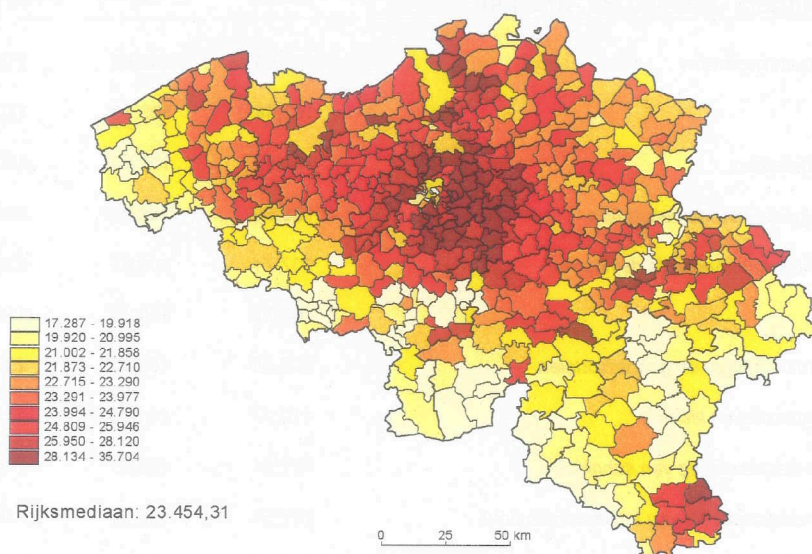 17.287 - 19.918
19.920 - 20.995
21.002 - 21.858
21.873 - 22.710
22.715 - 23.290
23.291 - 23.977
23.994 - 24.790
24.809 - 25.946
25.950 - 28.120
28.134 - 35.704
Rijksmediaan: 23.454,31
0 25 50 km